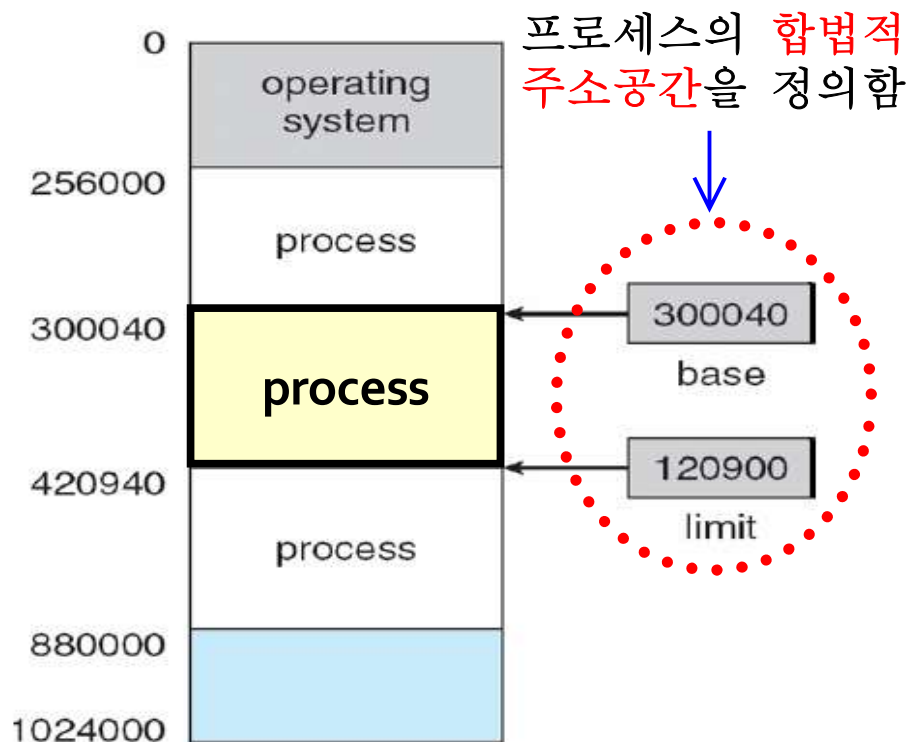 프로세스의 합법적
주소공간을 정의함
0
operating
system
256000
process
300040
300040
base
process
120900
420940
limit
process
880000
1024000